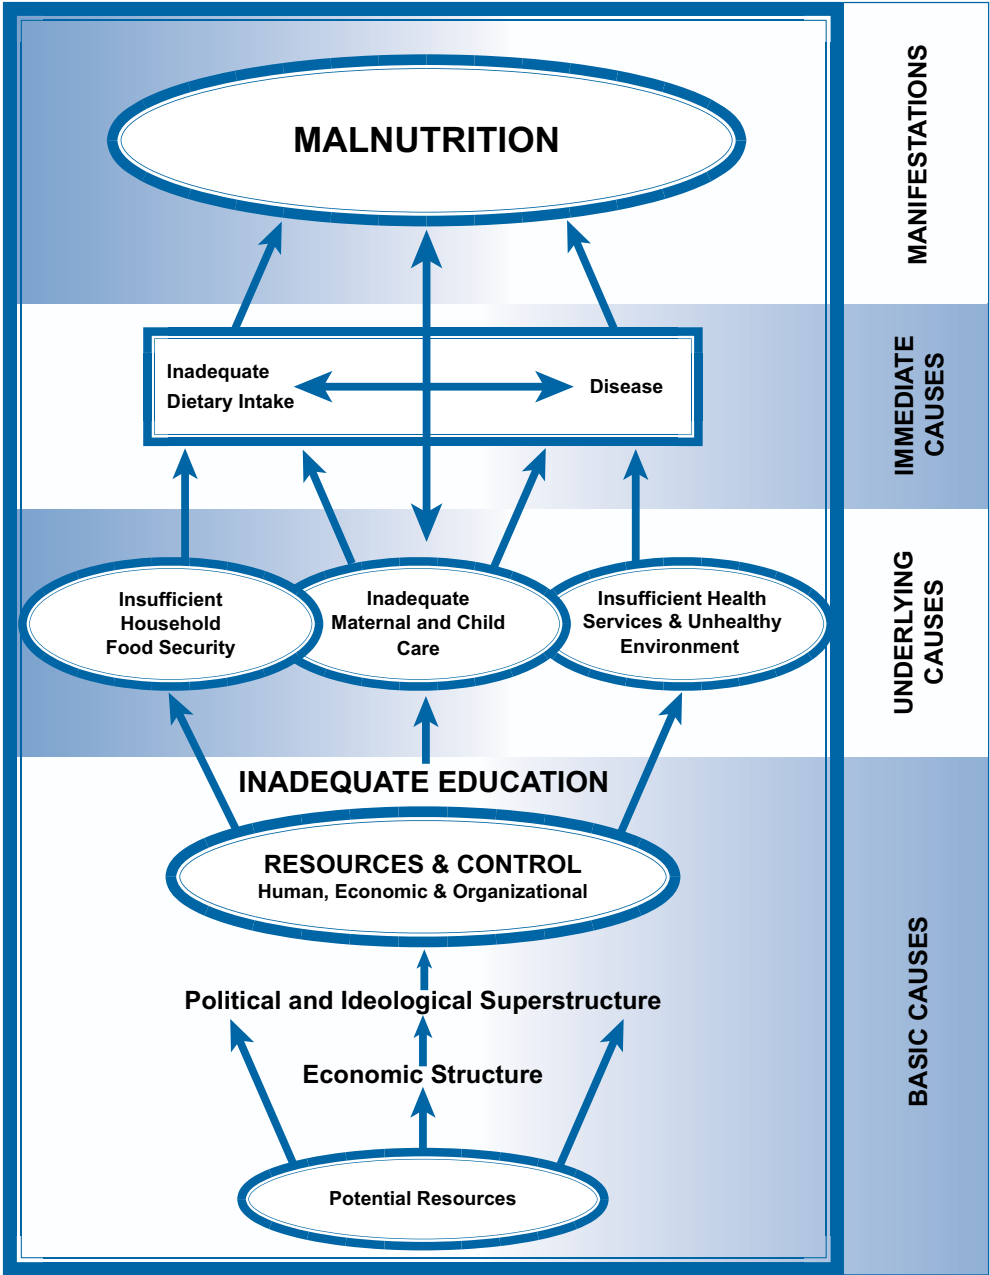 MALNUTRITION
MANIFESTATIONS
Inadequate
Dietary Intake
Disease
IMMEDIATE
CAUSES
Insufficient
Household
Food Security
Inadequate
Maternal and Child
Care
Insufficient Health
Services & Unhealthy
Environment
UNDERLYING
CAUSES
INADEQUATE EDUCATION
RESOURCES & CONTROL
Human, Economic & Organizational
Political and Ideological Superstructure
Economic Structure
Potential Resources
BASIC CAUSES